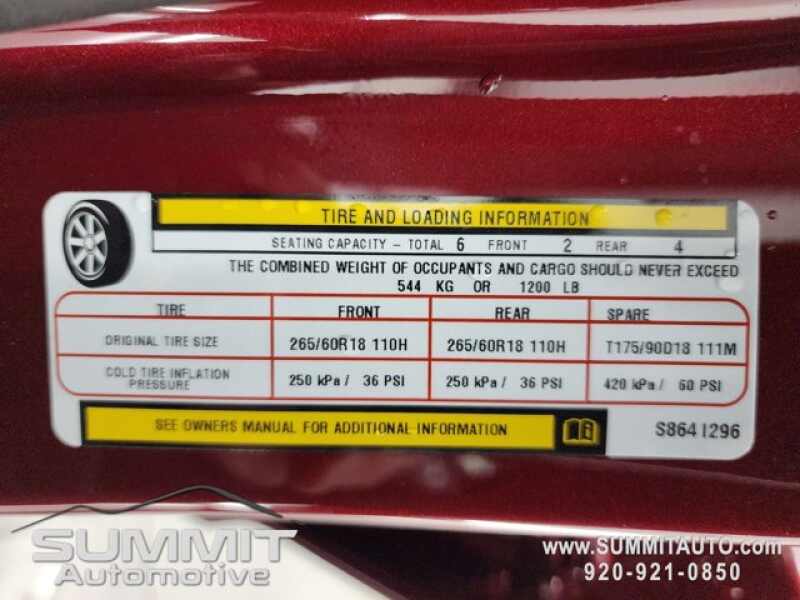 TIRE AND LOADING INFORMATION
SEATING CAPACITY – TOTAL 6 FRONT 2 REAR 4
THE COMBINED WEIGHT OF OCCUPANTS AND CARGO SHOULD NEVER EXCEED
544 KG OR 1200 LB
TIRE FRONT REAR SPARE
ORIGINAL TIRE SIZE 265/60R18 110H 265/60R18 110H T175/90D18 111M
COLD TIRE INFLATION PRESSURE 250 kPa / 36 PSI 250 kPa / 36 PSI 420 kPa / 60 PSI
SEE OWNERS MANUAL FOR ADDITIONAL INFORMATION S8641296
SUMMIT
Automotive
www.SUMMITAUTO.com
920-921-0850